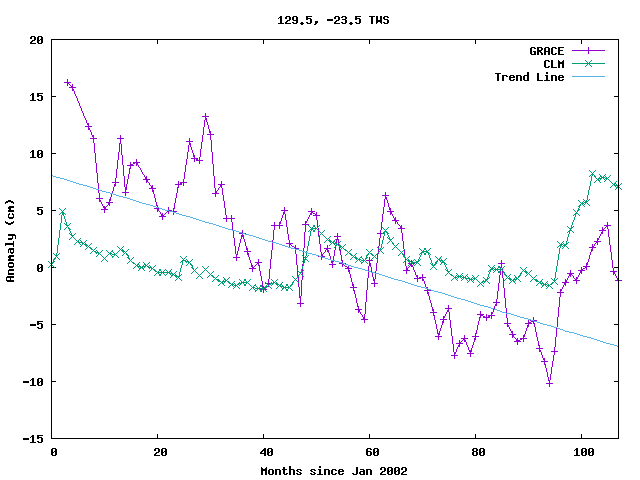 129.5, -23.5 TWS
GRACE
CLM
Trend Line
20
15
10
5
0
-5
-10
-15
Anomaly (cm)
0 20 40 60 80 100
Months since Jan 2002